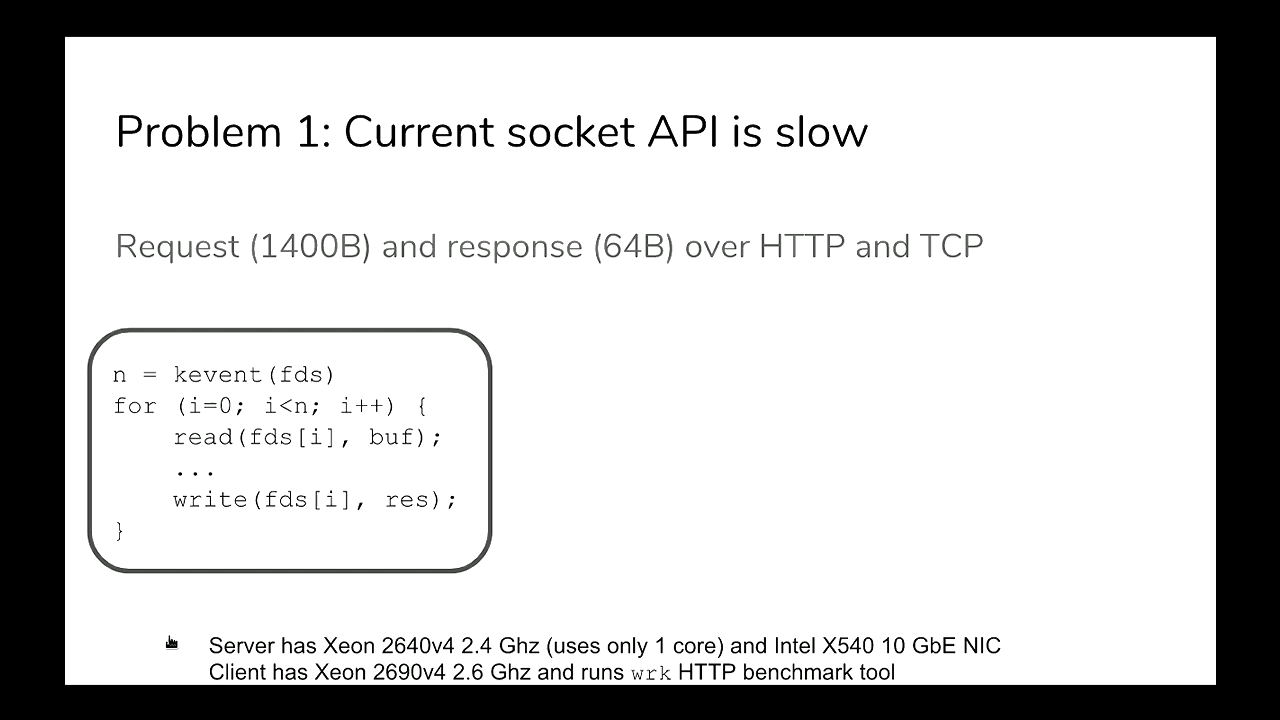 Problem 1: Current socket API is slow
Request (1400B) and response (64B) over HTTP and TCP
n = kevent(fds)
for (i=0; i<n; i++) {
    read(fds[i], buf);
    ...
    write(fds[i], res);
}
Server has Xeon 2640v4 2.4 Ghz (uses only 1 core) and Intel X540 10 GbE NIC
Client has Xeon 2690v4 2.6 Ghz and runs wrk HTTP benchmark tool